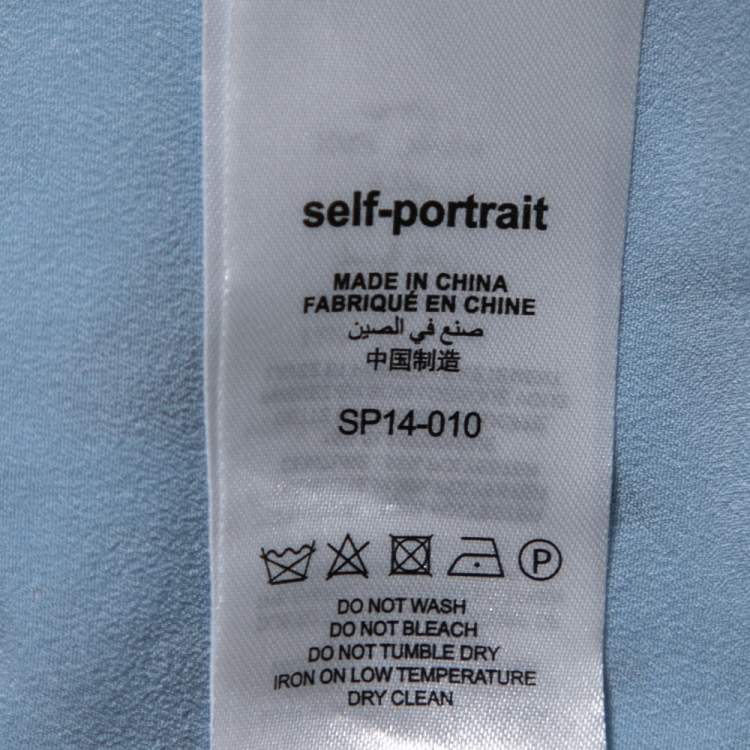 self-portrait
MADE IN CHINA
FABRIQUÉ EN CHINE
صنع في الصين
中国制造
SP14-010
P
DO NOT WASH
DO NOT BLEACH
DO NOT TUMBLE DRY
IRON ON LOW TEMPERATURE
DRY CLEAN